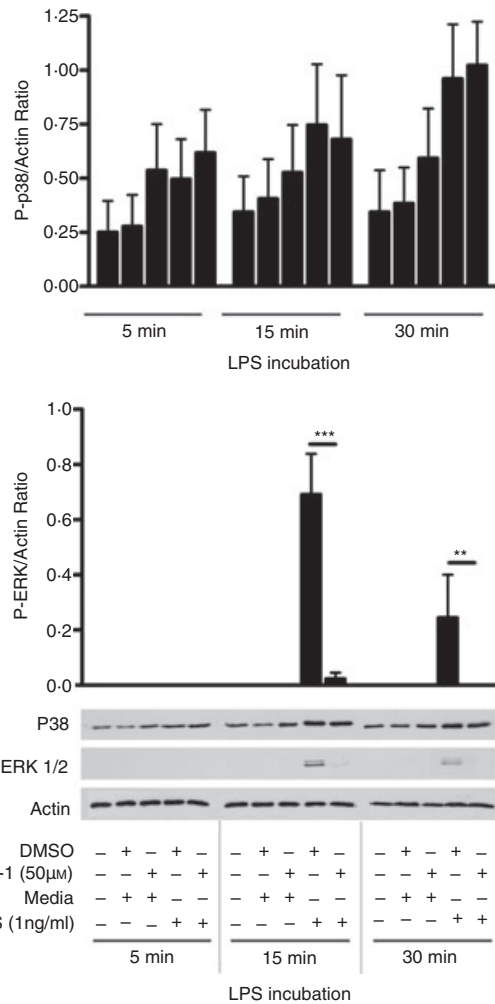 1·25
1·00
0·75
0·50
0·25
0·00
P-p38/Actin Ratio
5 min 15 min 30 min
LPS incubation
1·0
0·8
0·6
0·4
0·2
0·0
P-ERK/Actin Ratio
***
**
P38
ERK 1/2
Actin
DMSO – + – + – – + – + – – + – + –
-1 (50µM) – – + – + – – + – + – – + – +
Media – + + – – – + + – – – + + – –
S (1ng/ml) – – – + + – – – + + – – – + +
5 min 15 min 30 min
LPS incubation